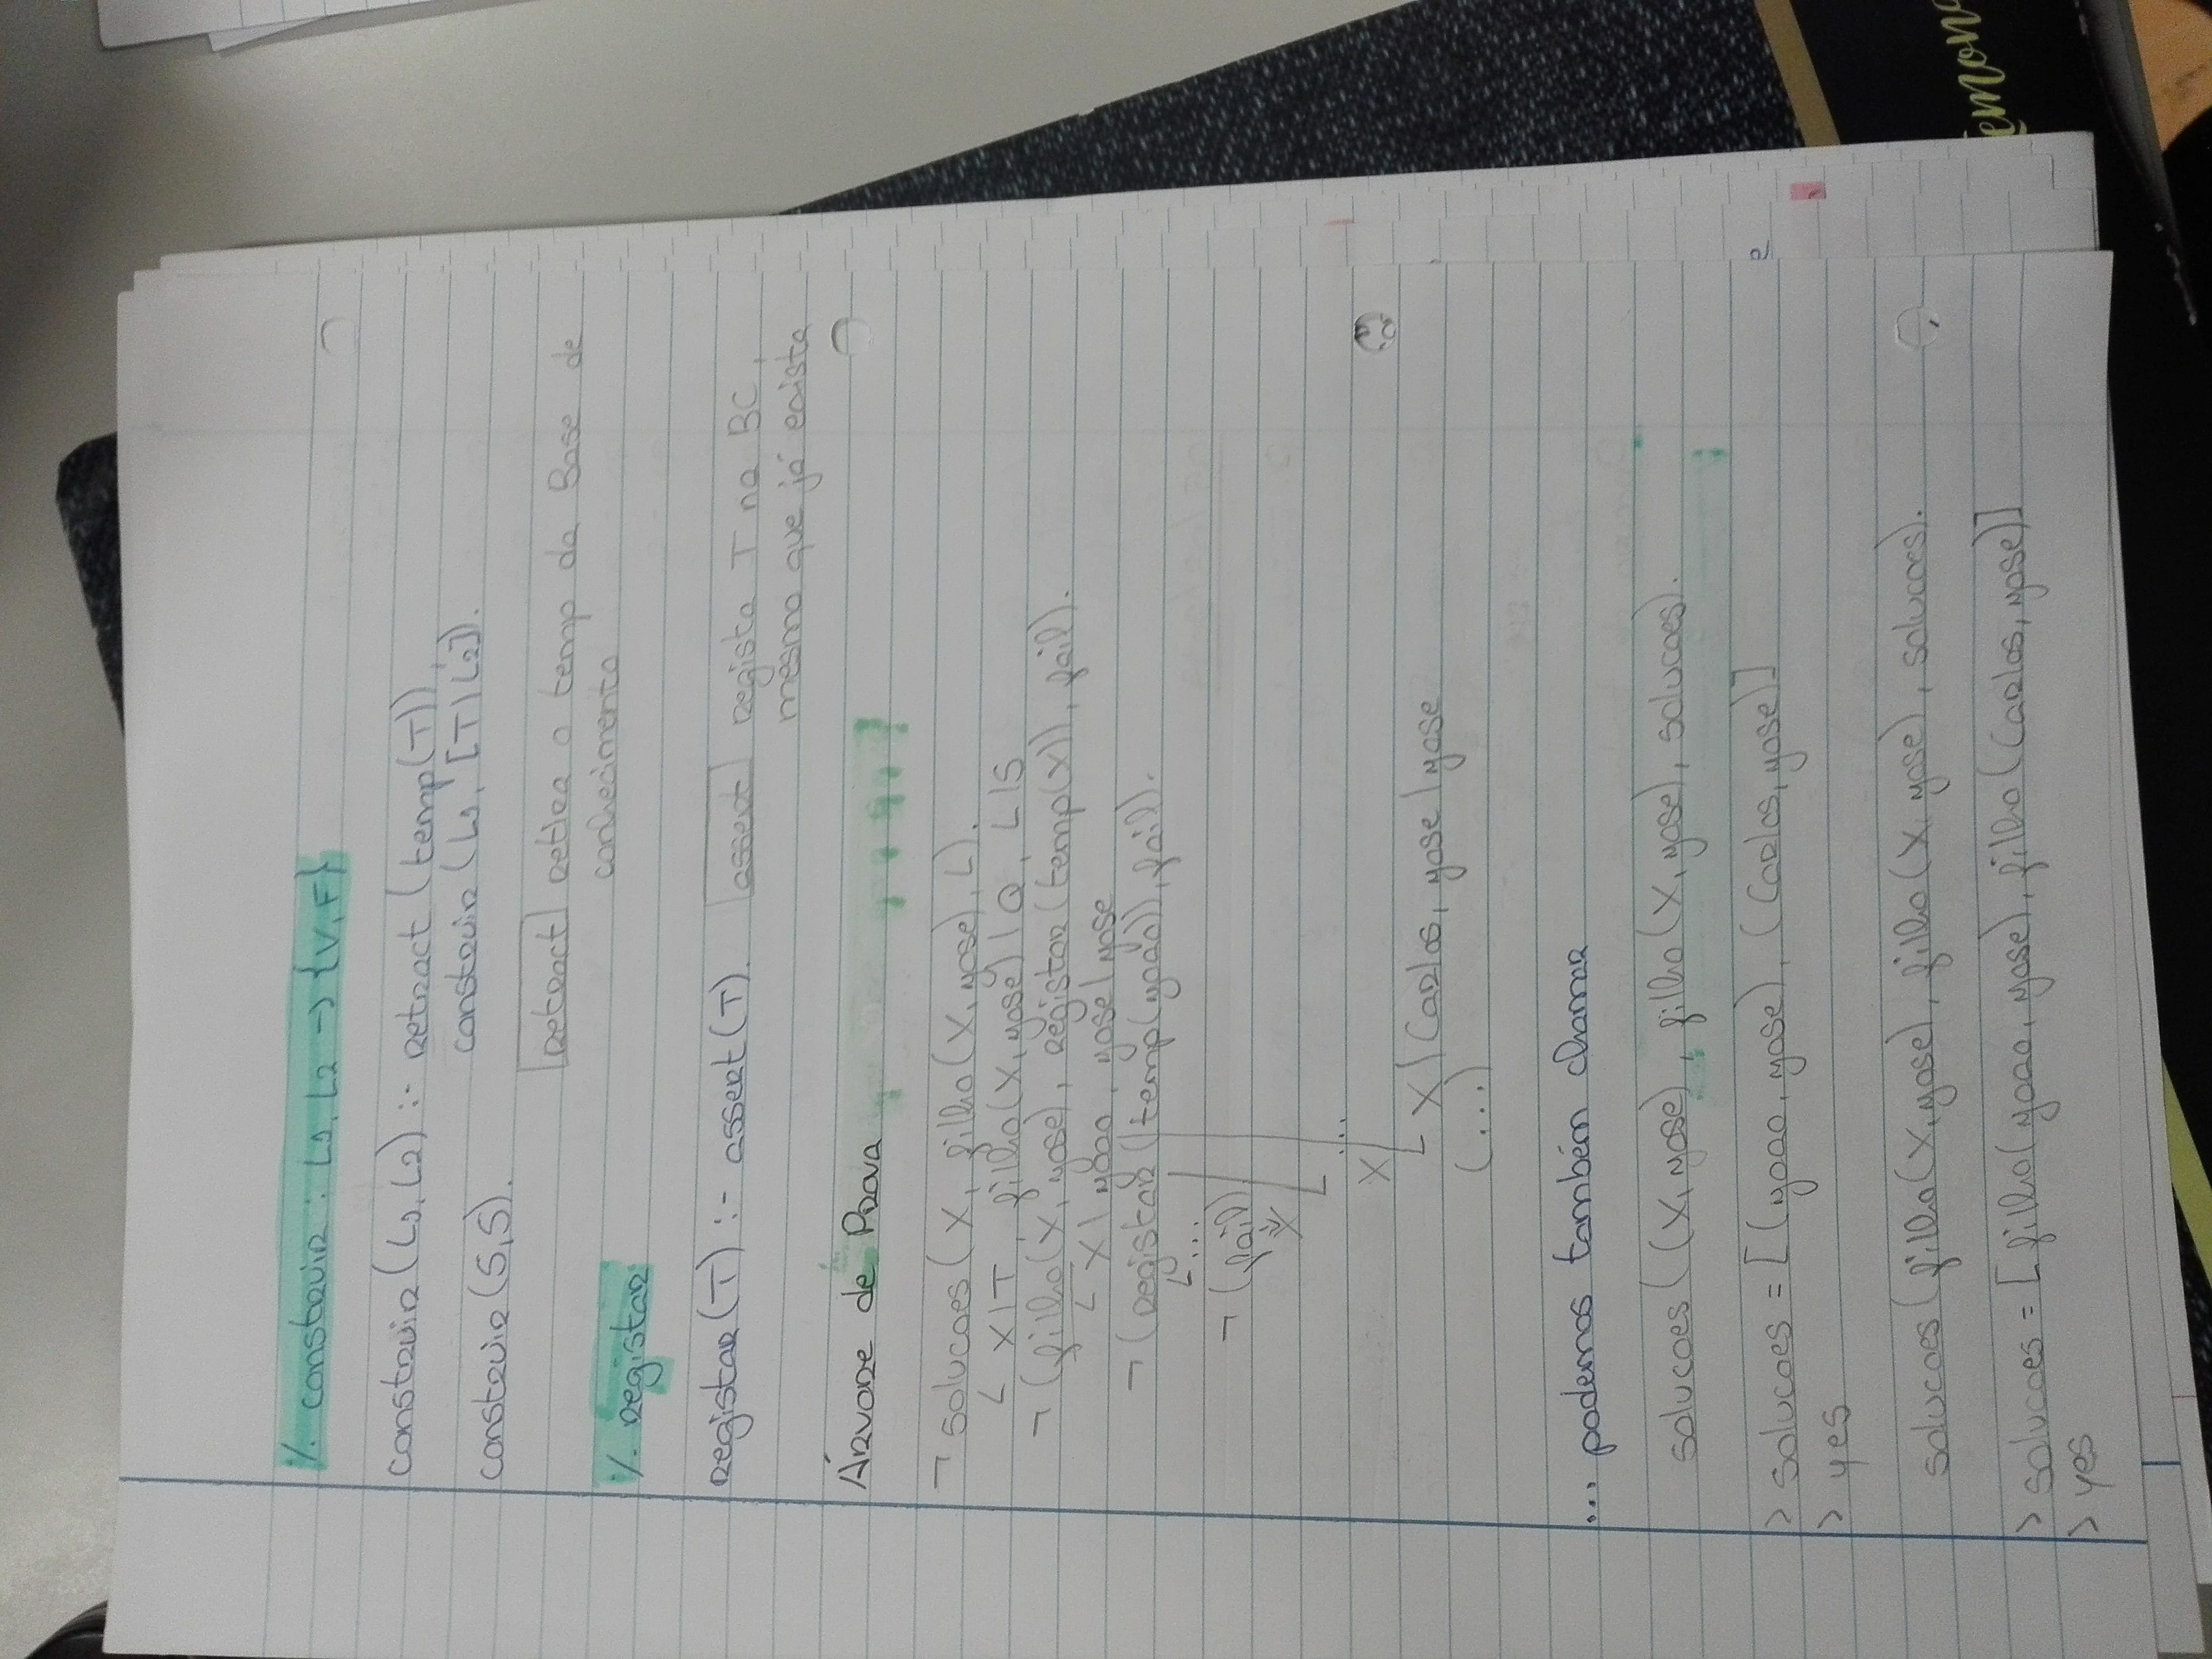 %. construir : L1, L2 -> {V, F}
construir (L1, L2) :- retract (temp(T)),
construir (L1, [T|L2]).
construir (S,S).
retract retira o temp da Base de
conhecimento
%. registar
registar (T) :- assert (T).   assert   regista T na BC,
mesmo que já exista
Árvore de Prova
¬ solucoes (X, filho (X, jose), L).
∟ X|T, filho (X, jose) | Q, L|S
¬ (filho (X, jose), registar (temp(X)), fail).
∟ X| joao, jose|jose
¬ (registar (temp(joao)), fail).
∟ ...
¬ (fail)
X
∟ ...
X
∟ X | Carlos, jose|jose
(...)
... podemos também chamar
solucoes ((X, jose), filho (X, jose), solucoes).
> solucoes = [(joao, jose), (Carlos, jose)]
> yes
solucoes (filho (X, jose), filho (X, jose), solucoes).
> solucoes = [filho (joao, jose), filho (Carlos, jose)]
> yes
emon
e